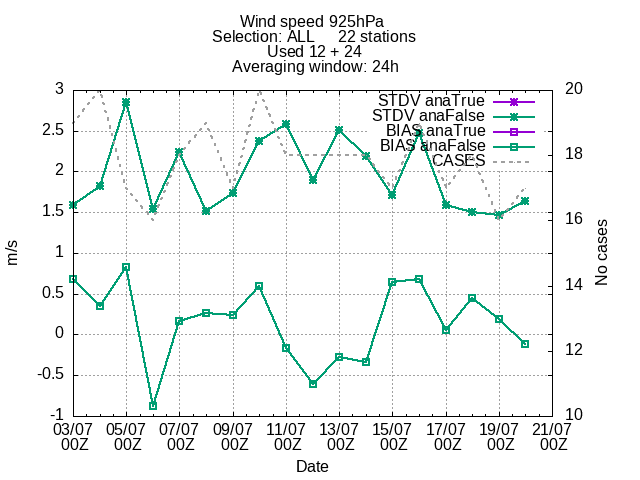 Wind speed 925hPa
Selection: ALL 22 stations
Used 12 + 24
Averaging window: 24h
STDV anaTrue
STDV anaFalse
BIAS anaTrue
BIAS anaFalse
CASES
3
2.5
2
1.5
1
0.5
0
-0.5
-1
m/s
20
18
16
14
12
10
No cases
03/07 05/07 07/07 09/07 11/07 13/07 15/07 17/07 19/07 21/07
00Z 00Z 00Z 00Z 00Z 00Z 00Z 00Z 00Z 00Z
Date